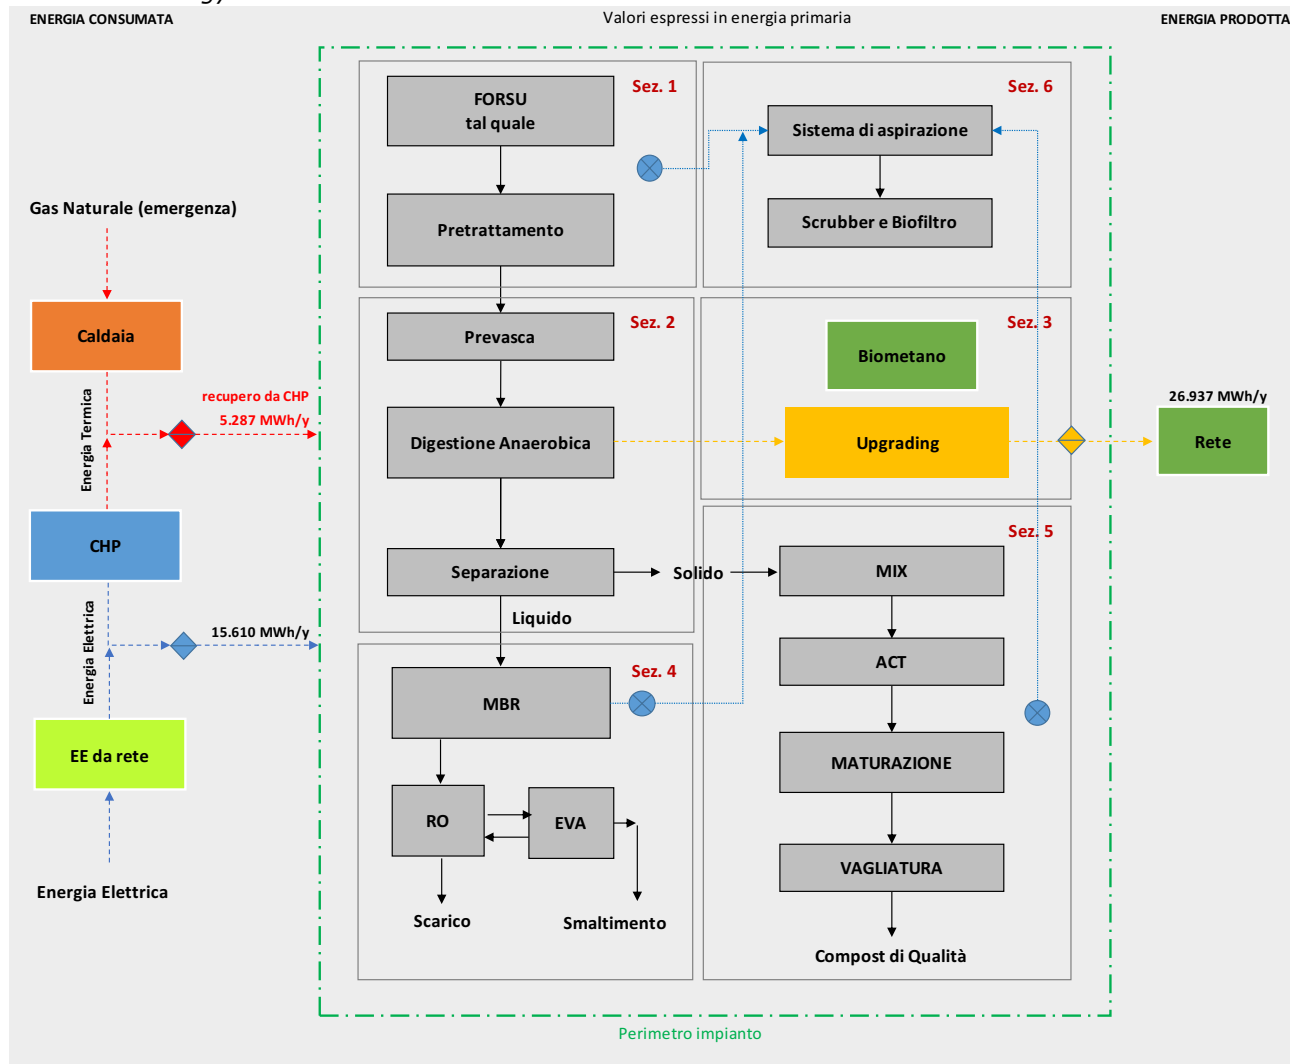 ENERGIA CONSUMATA
Valori espressi in energia primaria
ENERGIA PRODOTTA
Sez. 1
FORSU
tal quale
Pretrattamento
Sez. 6
Sistema di aspirazione
Scrubber e Biofiltro
Gas Naturale (emergenza)
Caldaia
Energia Termica
recupero da CHP
5.287 MWh/y
CHP
Energia Elettrica
15.610 MWh/y
EE da rete
Energia Elettrica
Sez. 2
Prevasca
Digestione Anaerobica
Separazione
Solido
Liquido
Sez. 3
Biometano
Upgrading
26.937 MWh/y
Rete
Sez. 4
MBR
RO
EVA
Scarico
Smaltimento
Sez. 5
MIX
ACT
MATURAZIONE
VAGLIATURA
Compost di Qualità
Perimetro impianto